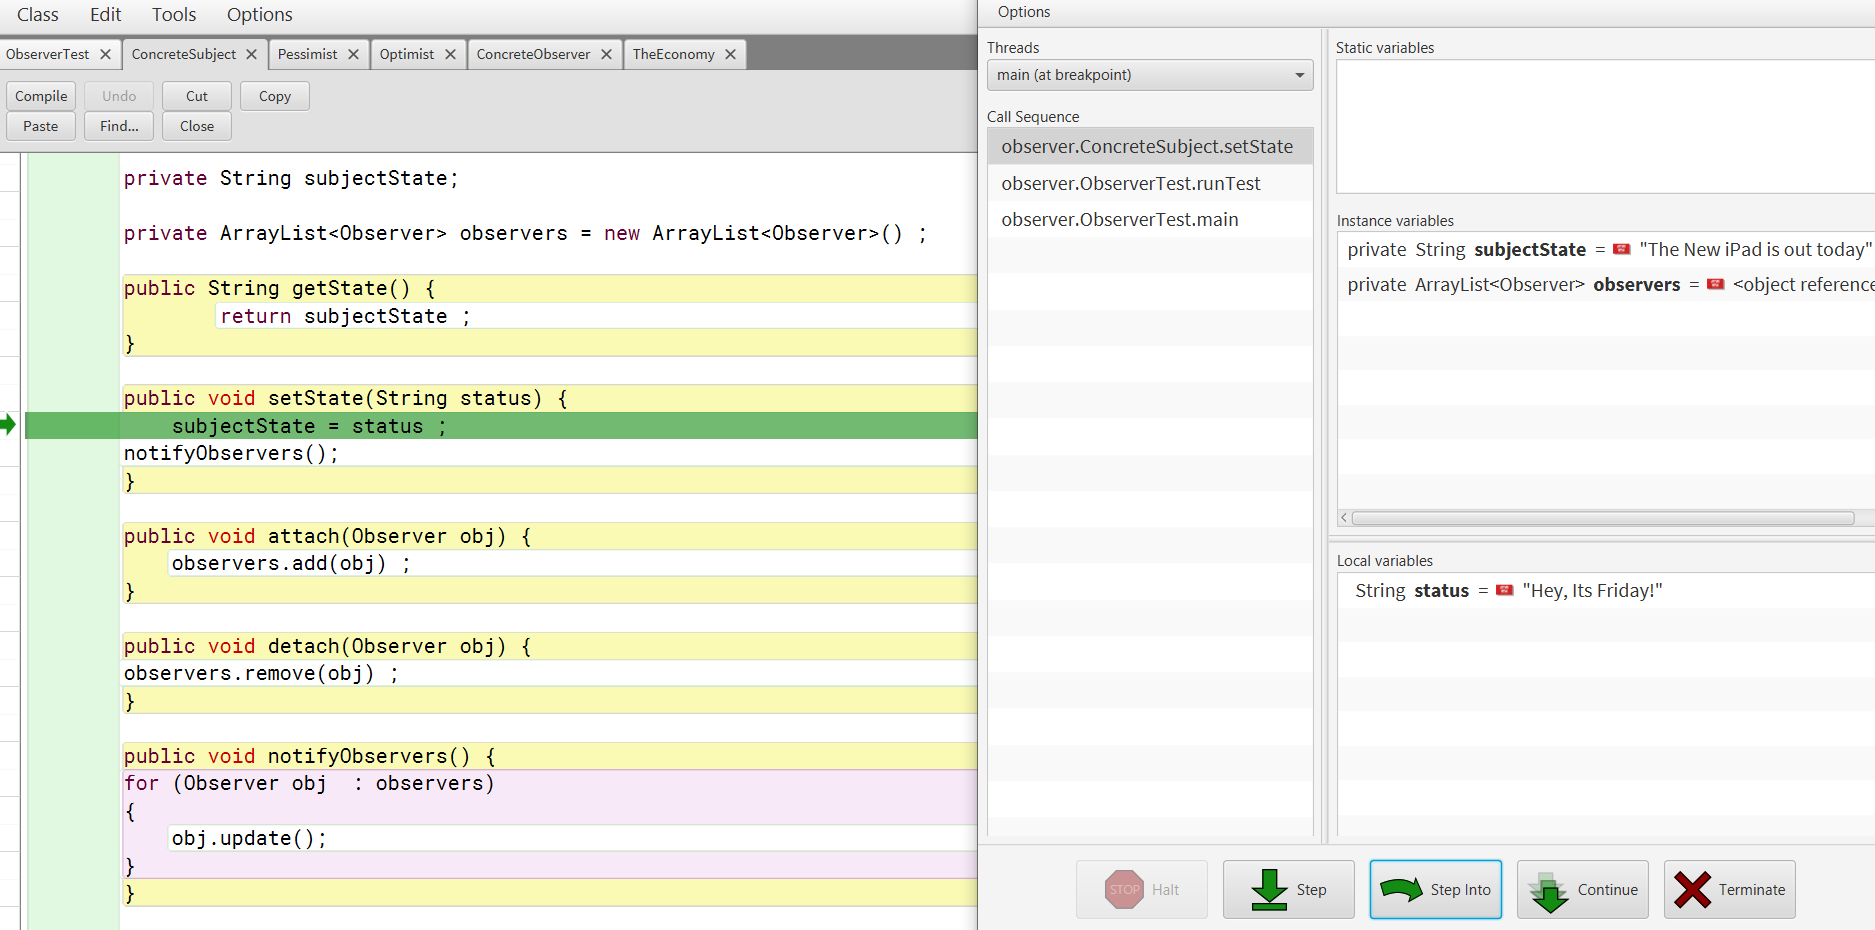 Class Edit Tools Options
ObserverTest ConcreteSubject Pessimist Optimist ConcreteObserver TheEconomy
Compile Undo Cut Copy
Paste Find... Close
private String subjectState;
private ArrayList<Observer> observers = new ArrayList<Observer>() ;
public String getState() {
return subjectState ;
}
public void setState(String status) {
subjectState = status ;
notifyObservers();
}
public void attach(Observer obj) {
observers.add(obj) ;
}
public void detach(Observer obj) {
observers.remove(obj) ;
}
public void notifyObservers() {
for (Observer obj : observers)
{
obj.update();
}
}
Options
Threads
main (at breakpoint)
Call Sequence
observer.ConcreteSubject.setState
observer.ObserverTest.runTest
observer.ObserverTest.main
Static variables
Instance variables
private String subjectState = "The New iPad is out today"
private ArrayList<Observer> observers = <object reference
Local variables
String status = "Hey, Its Friday!"
STOP Halt Step Step Into Continue Terminate